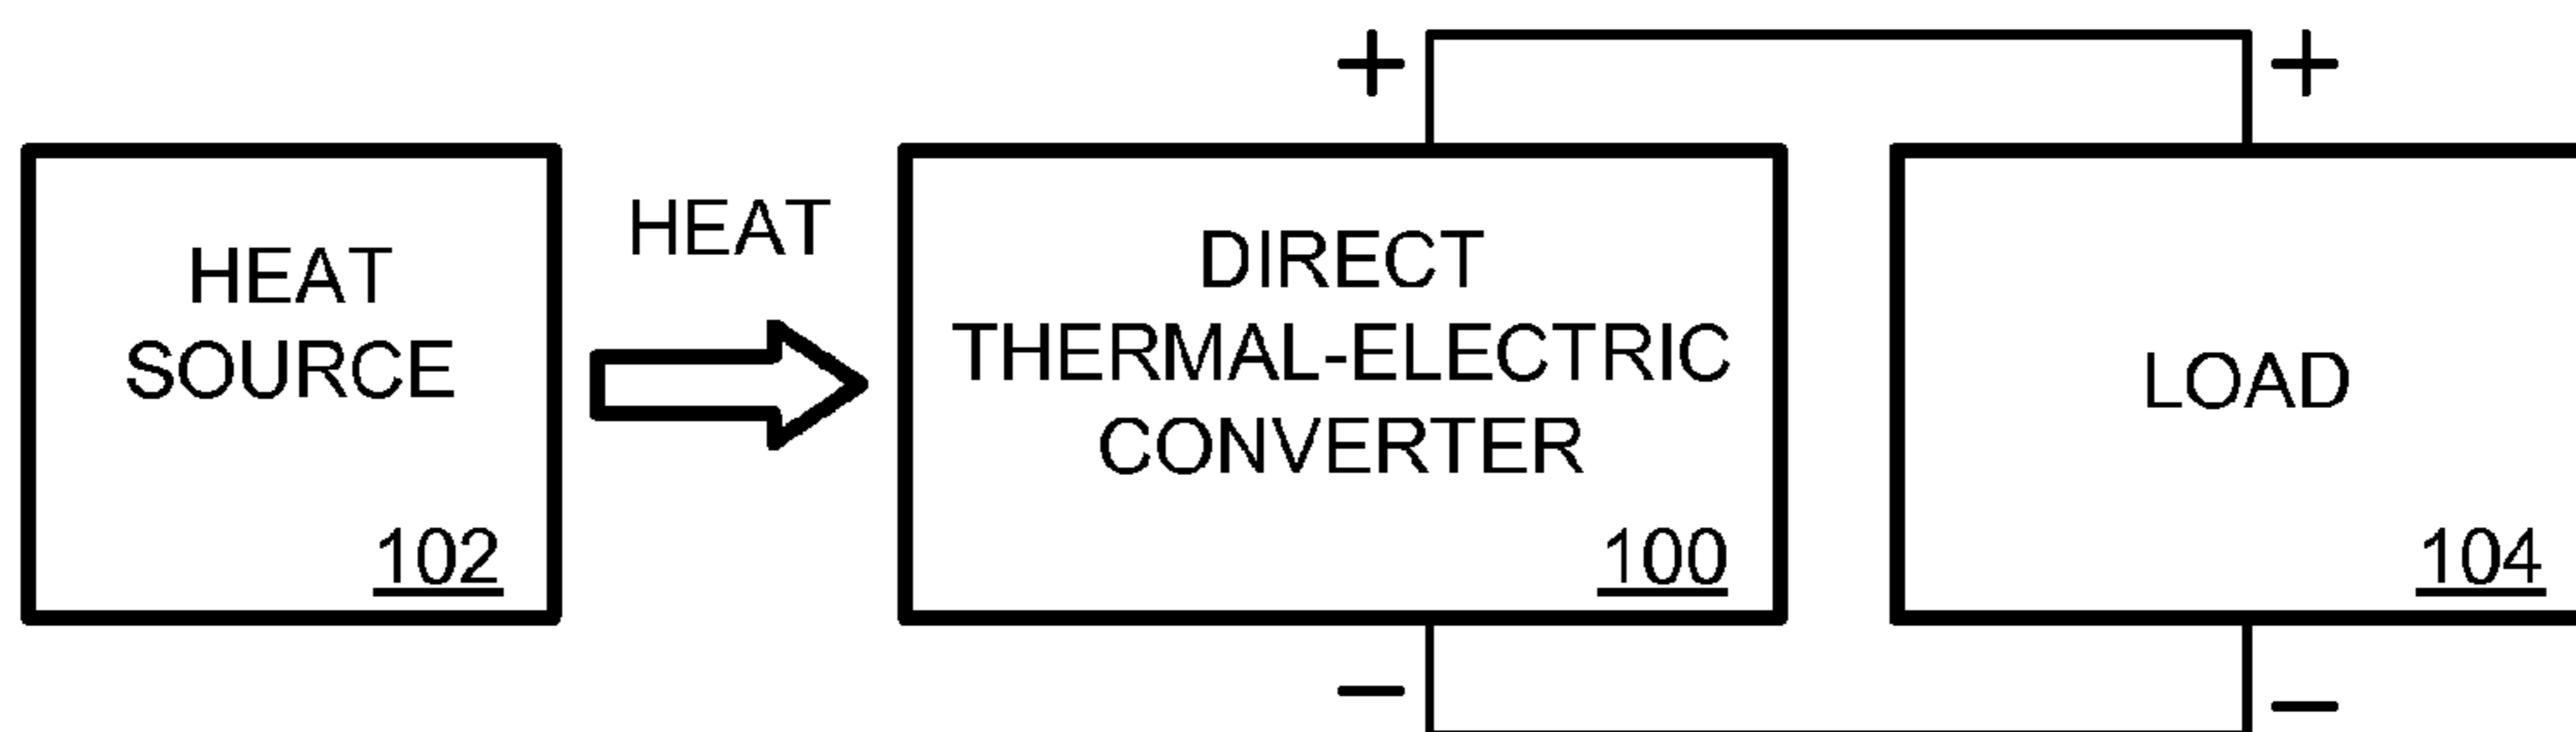 +
+
HEAT
SOURCE
102
HEAT
DIRECT
THERMAL-ELECTRIC
CONVERTER
100
LOAD
104
−
−